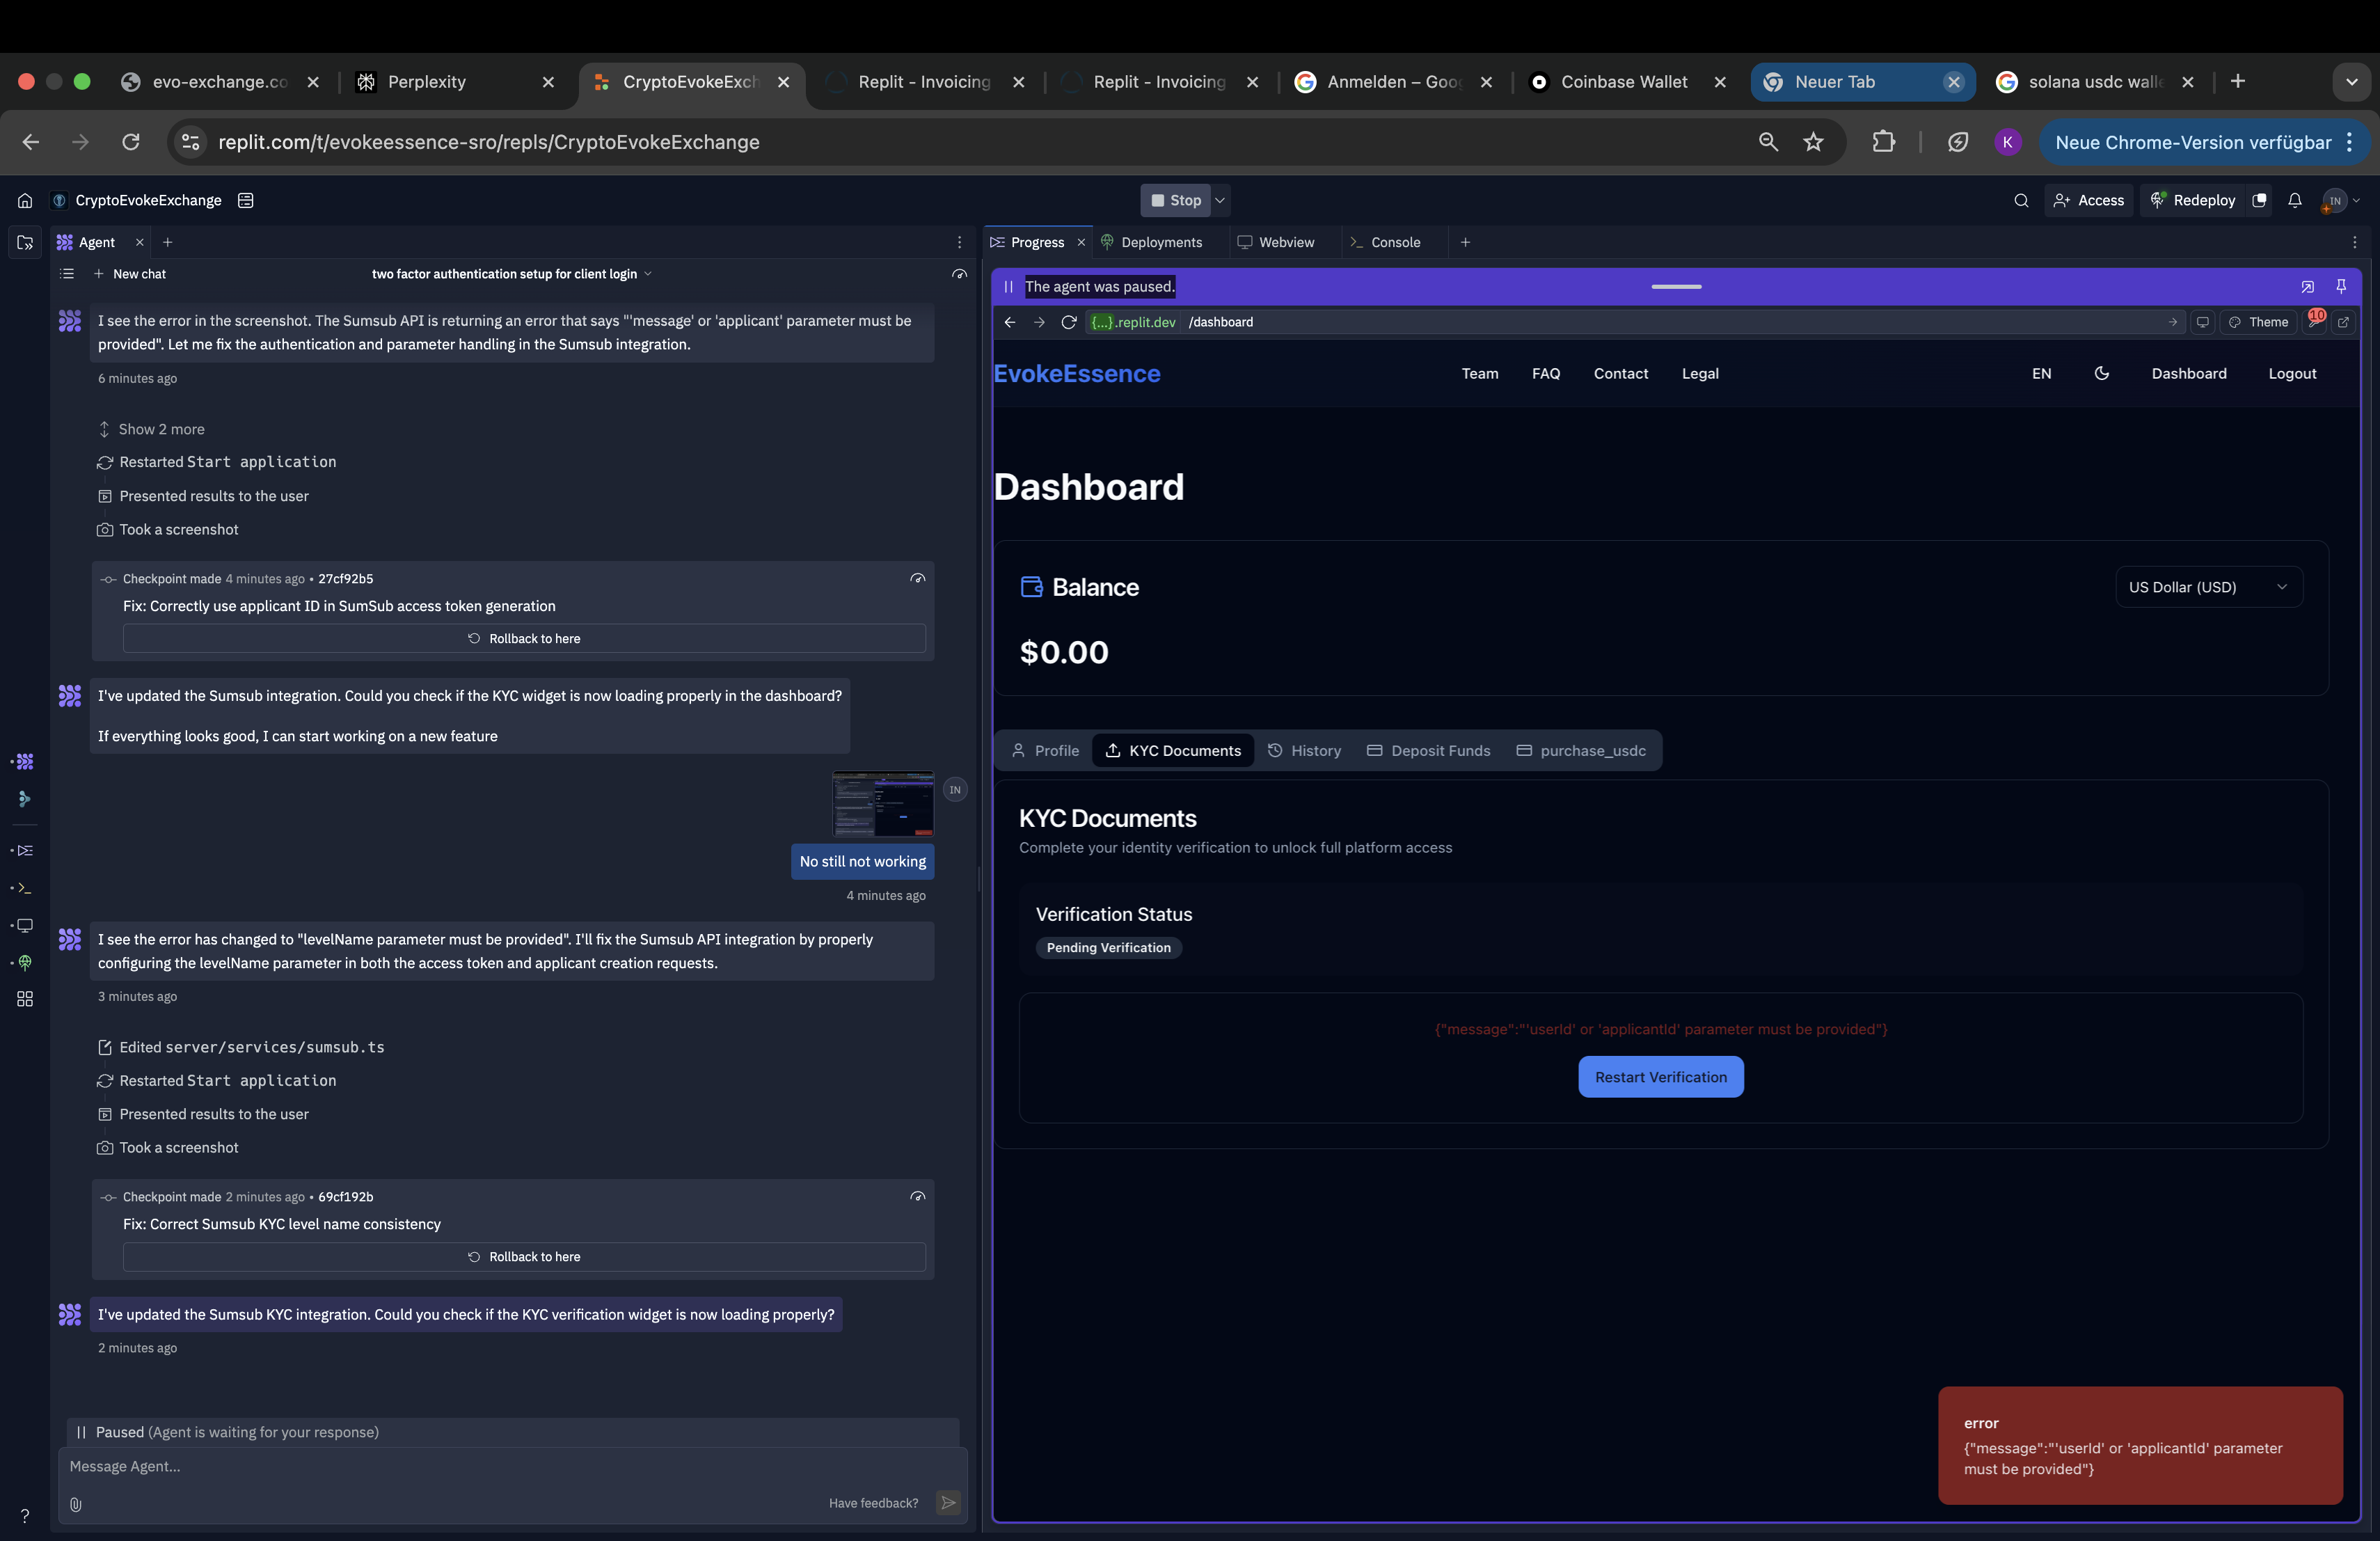 evo-exchange.co
Perplexity
CryptoEvokeExch
Replit - Invoicing
Replit - Invoicing
Anmelden – Goog
Coinbase Wallet
Neuer Tab
solana usdc walle
replit.com/t/evokeessence-sro/repls/CryptoEvokeExchange
K
Neue Chrome-Version verfügbar
CryptoEvokeExchange
Stop
Access
Redeploy
IN
Agent
Progress
Deployments
Webview
Console
New chat
two factor authentication setup for client login
I see the error in the screenshot. The Sumsub API is returning an error that says "'message' or 'applicant' parameter must be
provided". Let me fix the authentication and parameter handling in the Sumsub integration.
6 minutes ago
Show 2 more
Restarted Start application
Presented results to the user
Took a screenshot
Checkpoint made 4 minutes ago • 27cf92b5
Fix: Correctly use applicant ID in SumSub access token generation
Rollback to here
I've updated the Sumsub integration. Could you check if the KYC widget is now loading properly in the dashboard?
If everything looks good, I can start working on a new feature
IN
No still not working
4 minutes ago
I see the error has changed to "levelName parameter must be provided". I'll fix the Sumsub API integration by properly
configuring the levelName parameter in both the access token and applicant creation requests.
3 minutes ago
Edited server/services/sumsub.ts
Restarted Start application
Presented results to the user
Took a screenshot
Checkpoint made 2 minutes ago • 69cf192b
Fix: Correct Sumsub KYC level name consistency
Rollback to here
I've updated the Sumsub KYC integration. Could you check if the KYC verification widget is now loading properly?
2 minutes ago
Paused (Agent is waiting for your response)
Message Agent...
Have feedback?
?
The agent was paused.
{...}.replit.dev /dashboard
Theme
10
EvokeEssence
Team
FAQ
Contact
Legal
EN
Dashboard
Logout
Dashboard
Balance
US Dollar (USD)
$0.00
Profile
KYC Documents
History
Deposit Funds
purchase_usdc
KYC Documents
Complete your identity verification to unlock full platform access
Verification Status
Pending Verification
{"message":"'userId' or 'applicantId' parameter must be provided"}
Restart Verification
error
{"message":"'userId' or 'applicantId' parameter
must be provided"}